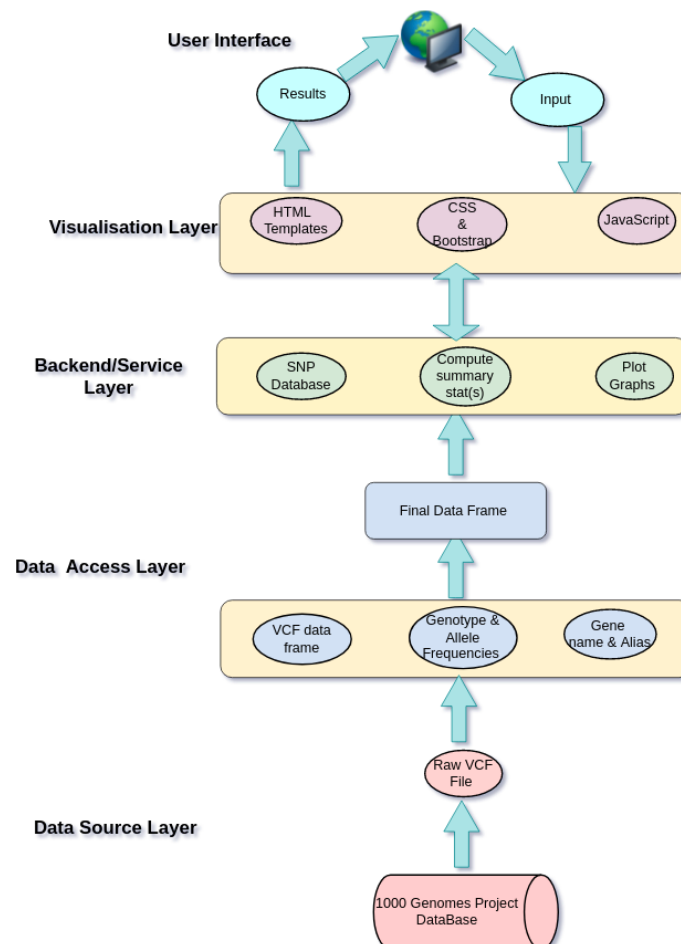 User Interface
Results
Input
Visualisation Layer
HTML
Templates
CSS
&
Bootstrap
JavaScript
Backend/Service
Layer
SNP
Database
Compute
summary
stat(s)
Plot
Graphs
Final Data Frame
Data Access Layer
VCF data
frame
Genotype &
Allele
Frequencies
Gene
name & Alias
Raw VCF
File
Data Source Layer
1000 Genomes Project
DataBase